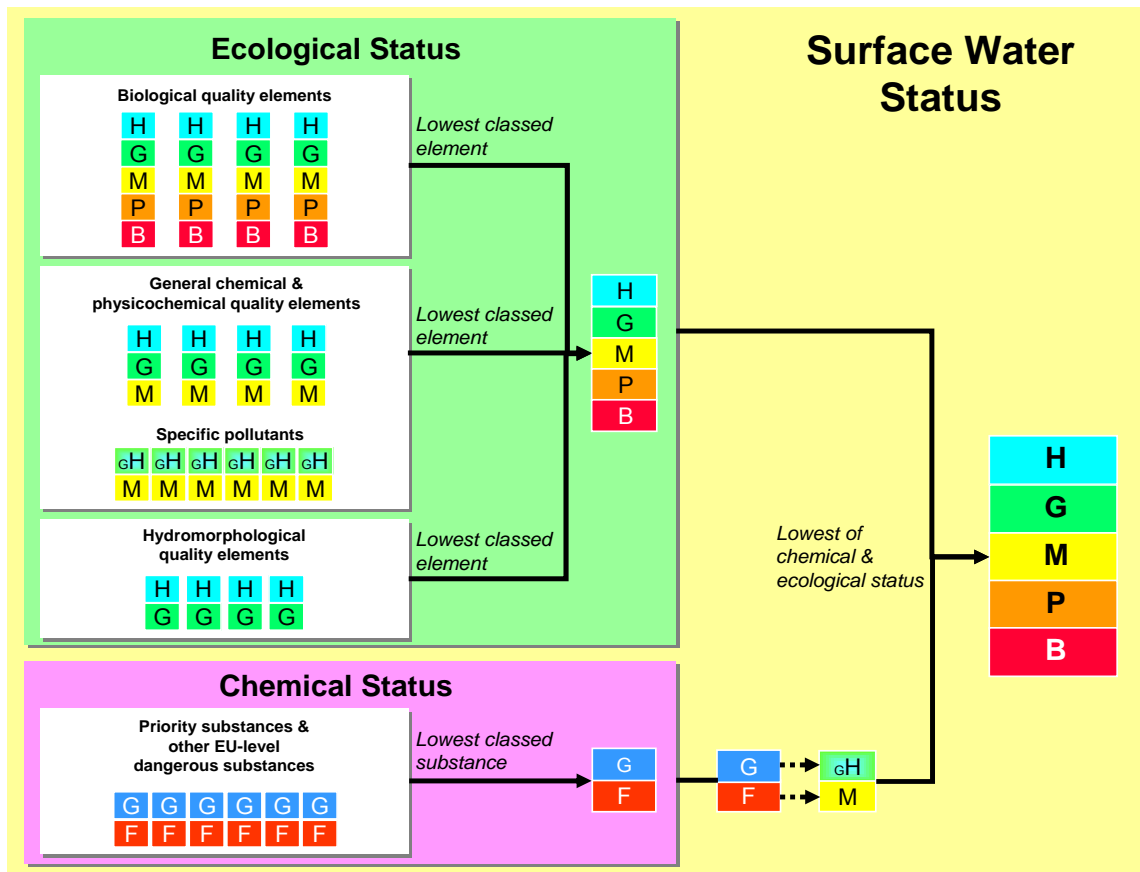 Ecological Status
Biological quality elements
H H H H
G G G G
M M M M
P P P P
B B B B
Lowest classed
element
General chemical &
physicochemical quality elements
H H H H
G G G G
M M M M
Specific pollutants
GH GH GH GH GH GH
M M M M M M
Lowest classed
element
Hydromorphological
quality elements
H H H H
G G G G
Lowest classed
element
H
G
M
P
B
Chemical Status
Priority substances &
other EU-level
dangerous substances
G G G G G G
F F F F F F
Lowest classed
substance
G
F
G
F
GH
M
Surface Water
Status
Lowest of
chemical &
ecological status
H
G
M
P
B